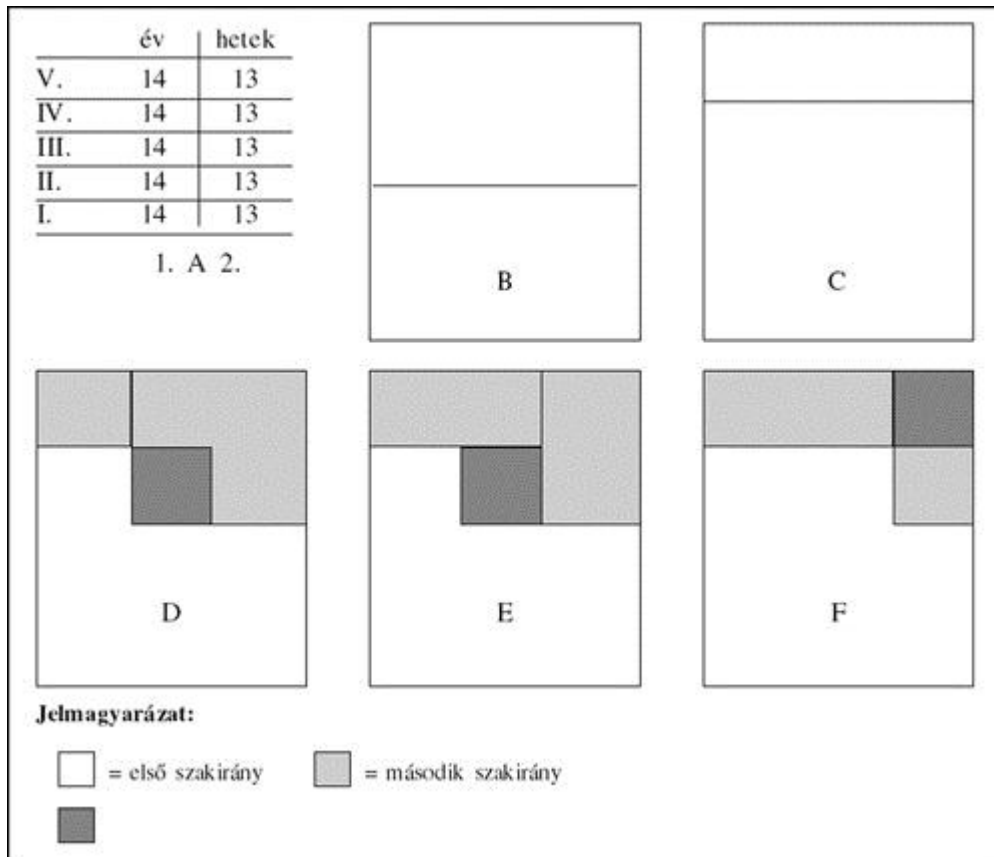 év hetek
V. 14 13
IV. 14 13
III. 14 13
II. 14 13
I. 14 13
1. A 2.
B
C
D
E
F
Jelmagyarázat:
= első szakirány = második szakirány